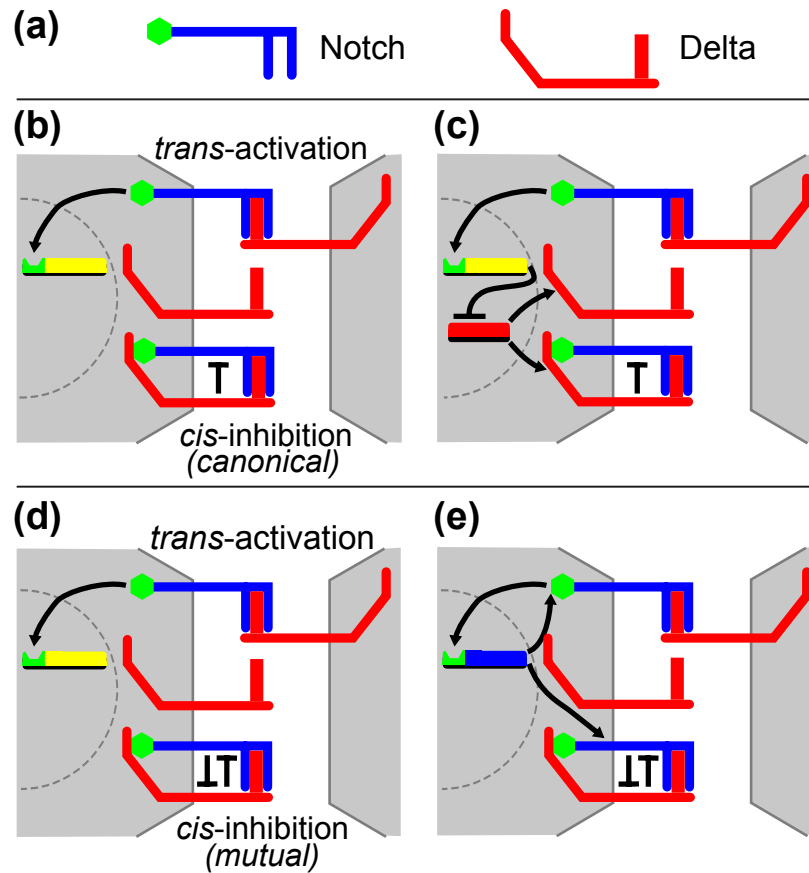 (a)
Notch
Delta
(b)
(c)
trans-activation
cis-inhibition
(canonical)
(d)
(e)
trans-activation
cis-inhibition
(mutual)